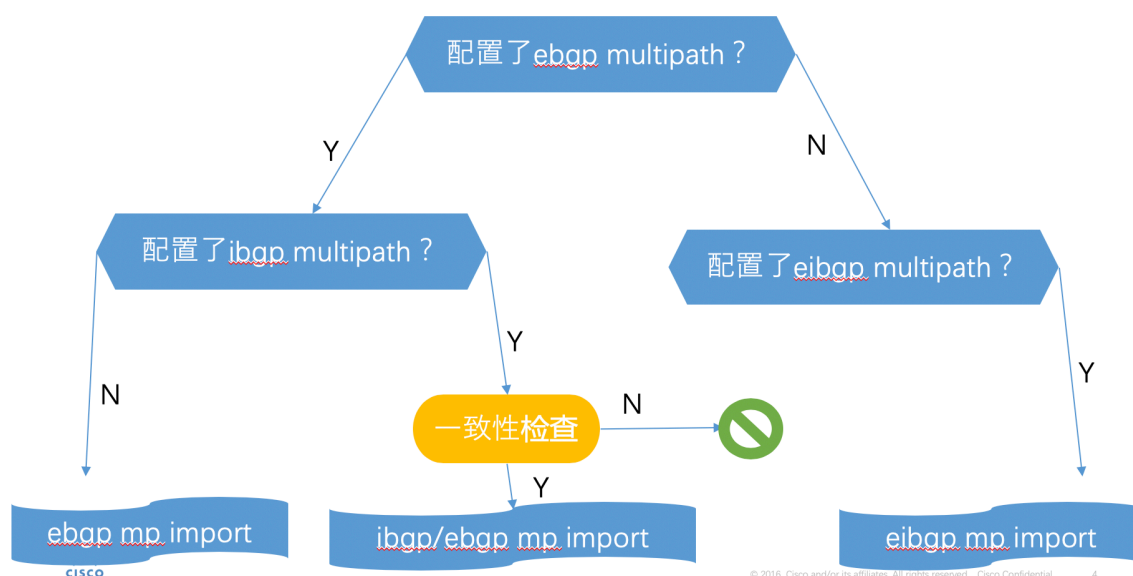 配置了ebgp multipath？
Y
N
配置了ibgp multipath？
配置了eibgp multipath？
Y
Y
N
N
一致性检查
Y
ebgp mp import
ibgp/ebgp mp import
eibgp mp import
CISCO
© 2016 Cisco and/or its affiliates. All rights reserved. Cisco Confidential
4